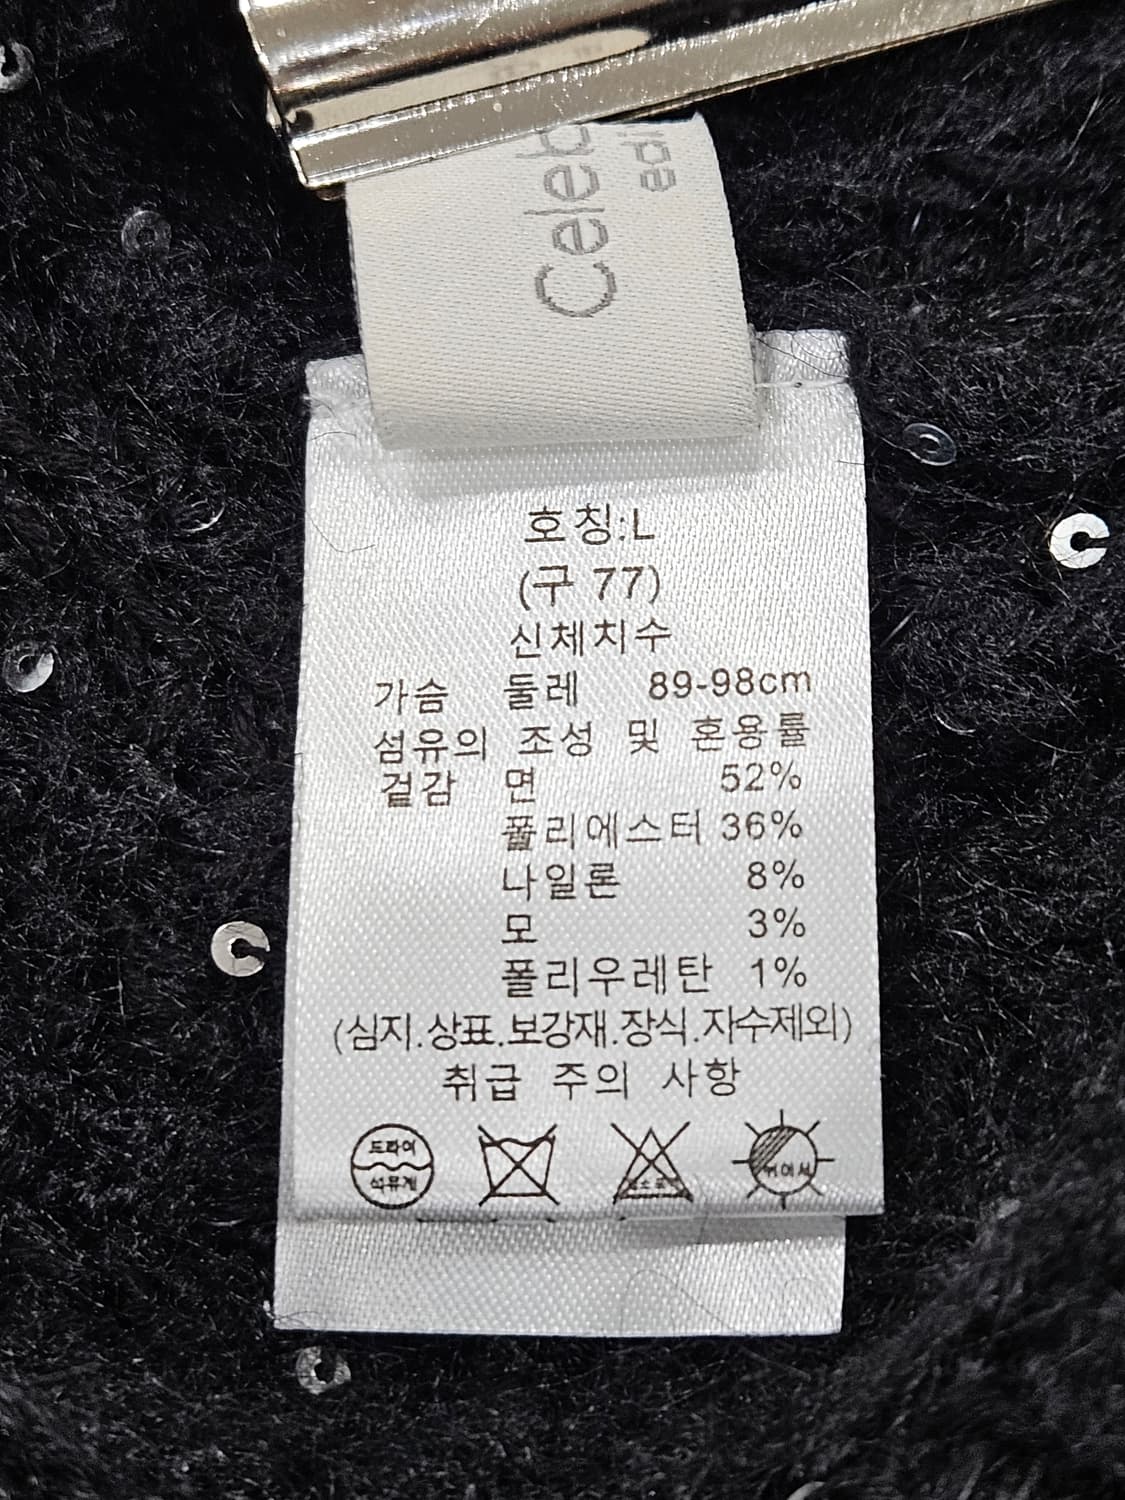 호칭:L
(구 77)
신체치수
가슴 둘레 89-98cm
섬유의 조성 및 혼용률
겉감 면 52%
폴리에스터 36%
나일론 8%
모 3%
폴리우레탄 1%
(심지.상표.보강재.장식.자수제외)
취급 주의 사항
드라이
석유계
뉘어서